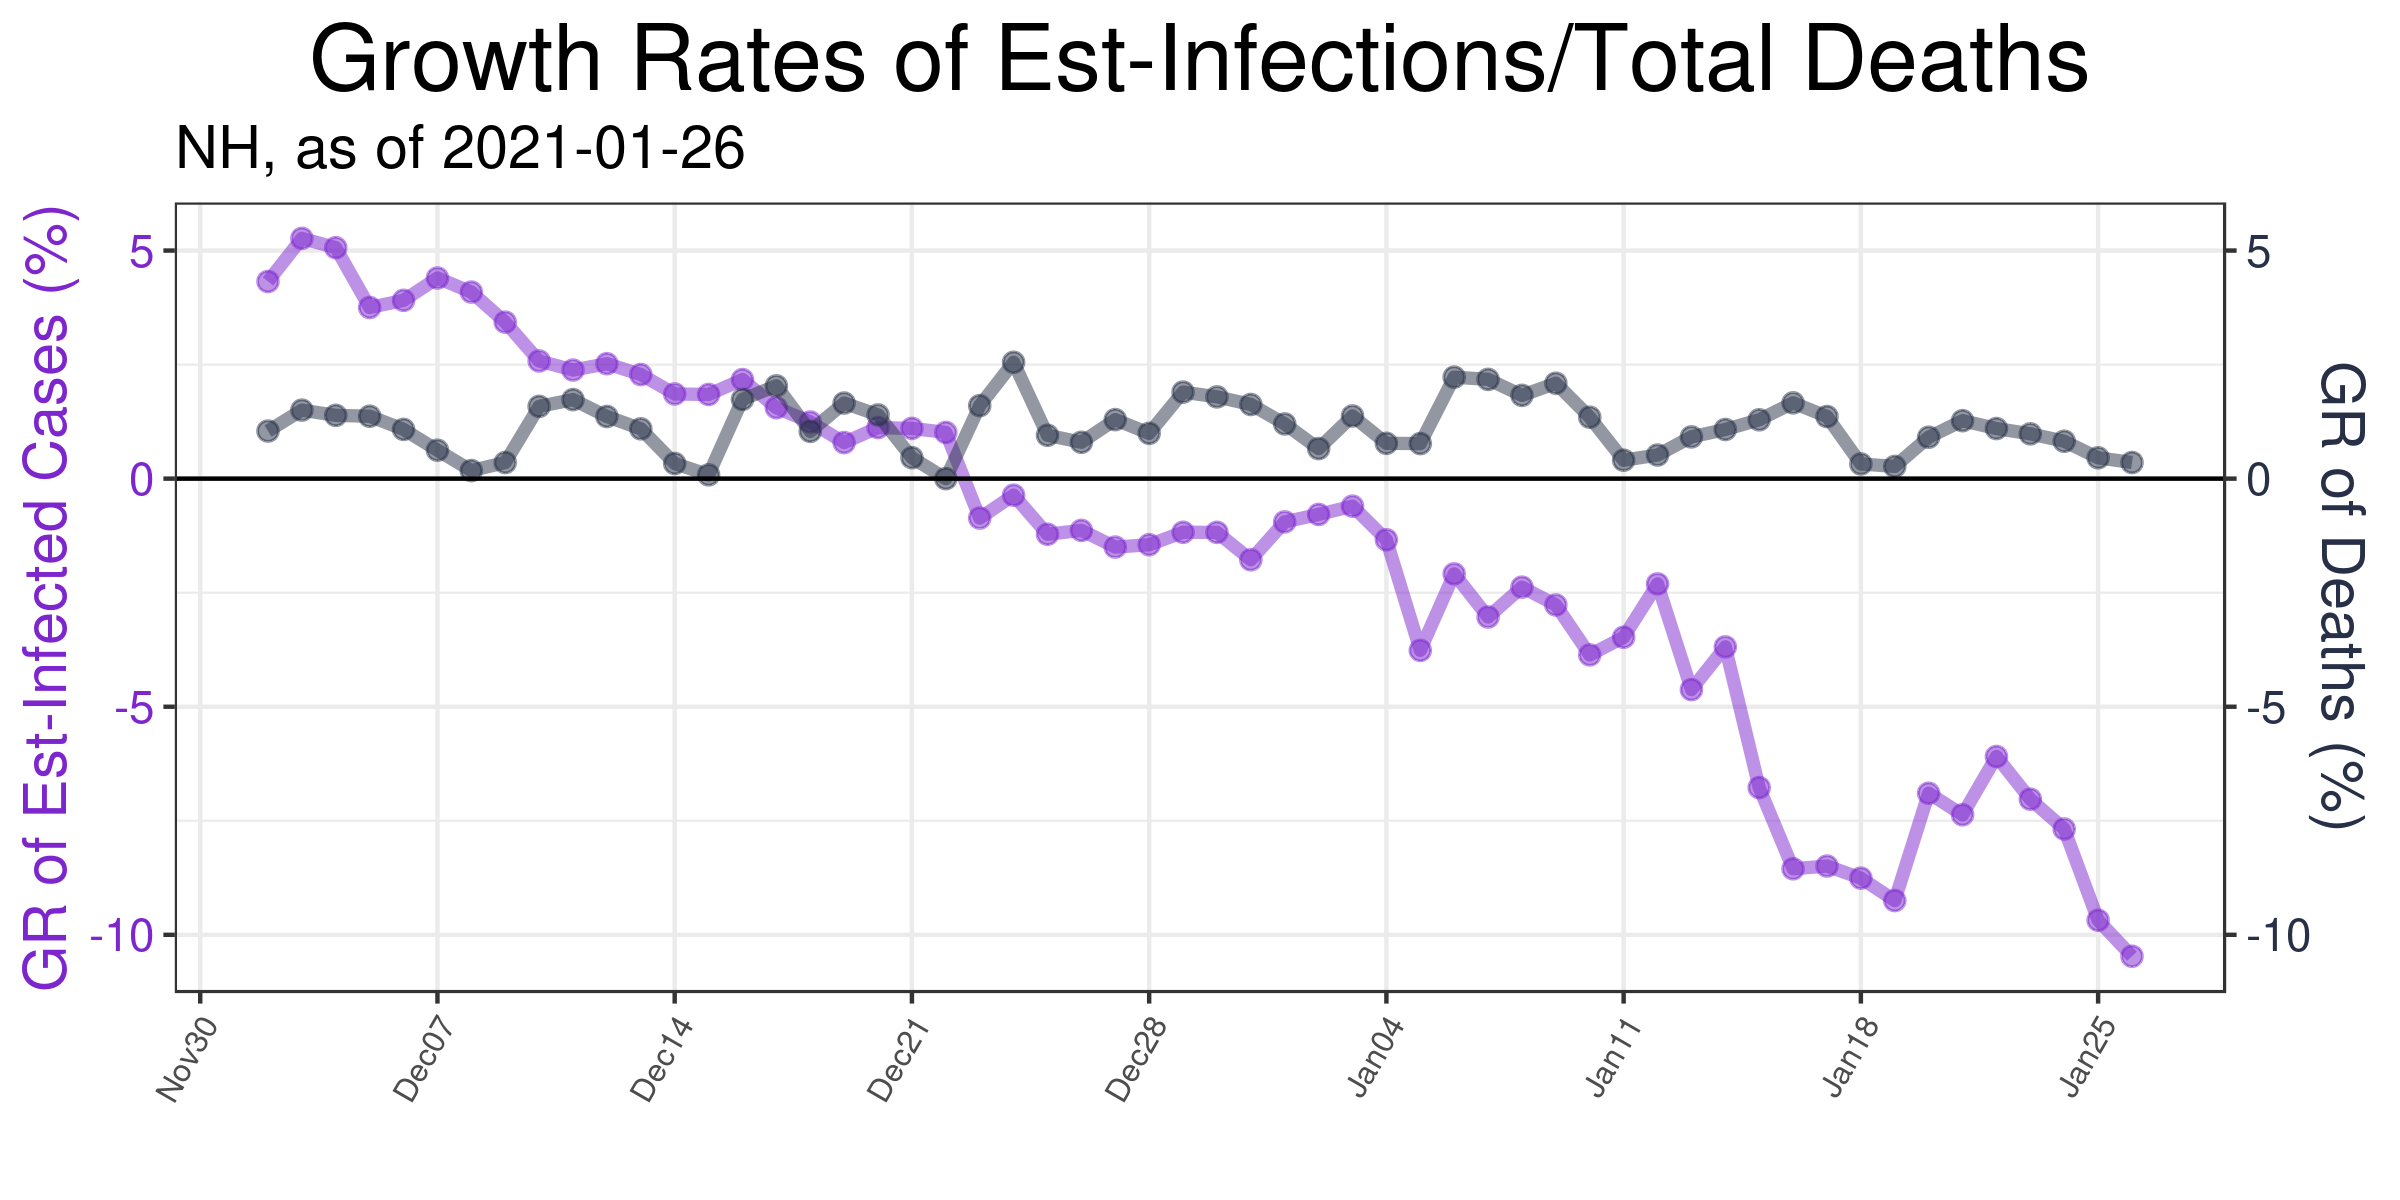 Growth Rates of Est-Infections/Total Deaths
NH, as of 2021-01-26
GR of Est-Infected Cases (%)
5
0
-5
-10
5
0
-5
-10
GR of Deaths (%)
Nov30
Dec07
Dec14
Dec21
Dec28
Jan04
Jan11
Jan18
Jan25